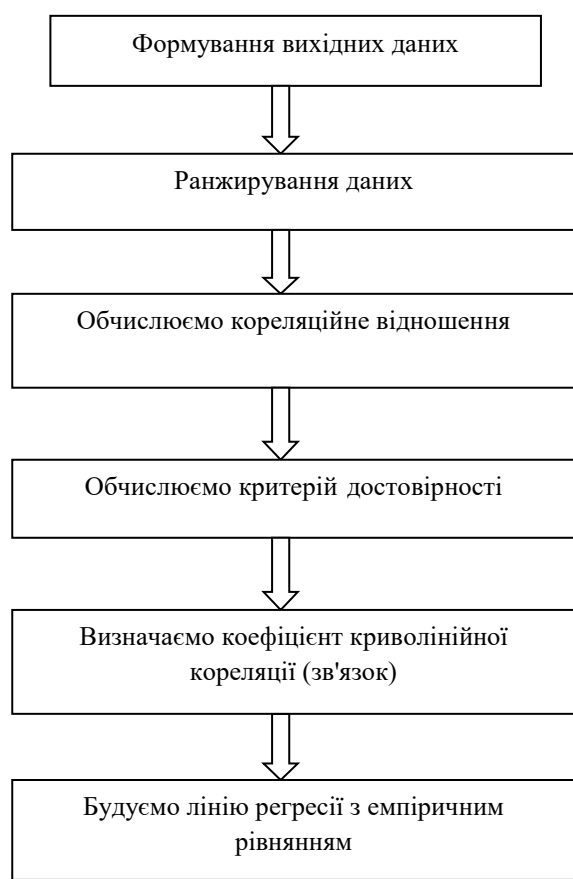 Формування вихідних даних
Ранжирування даних
Обчислюємо кореляційне відношення
Обчислюємо критерій достовірності
Визначаємо коефіцієнт криволінійної
кореляції (зв'язок)
Будуємо лінію регресії з емпіричним
рівнянням